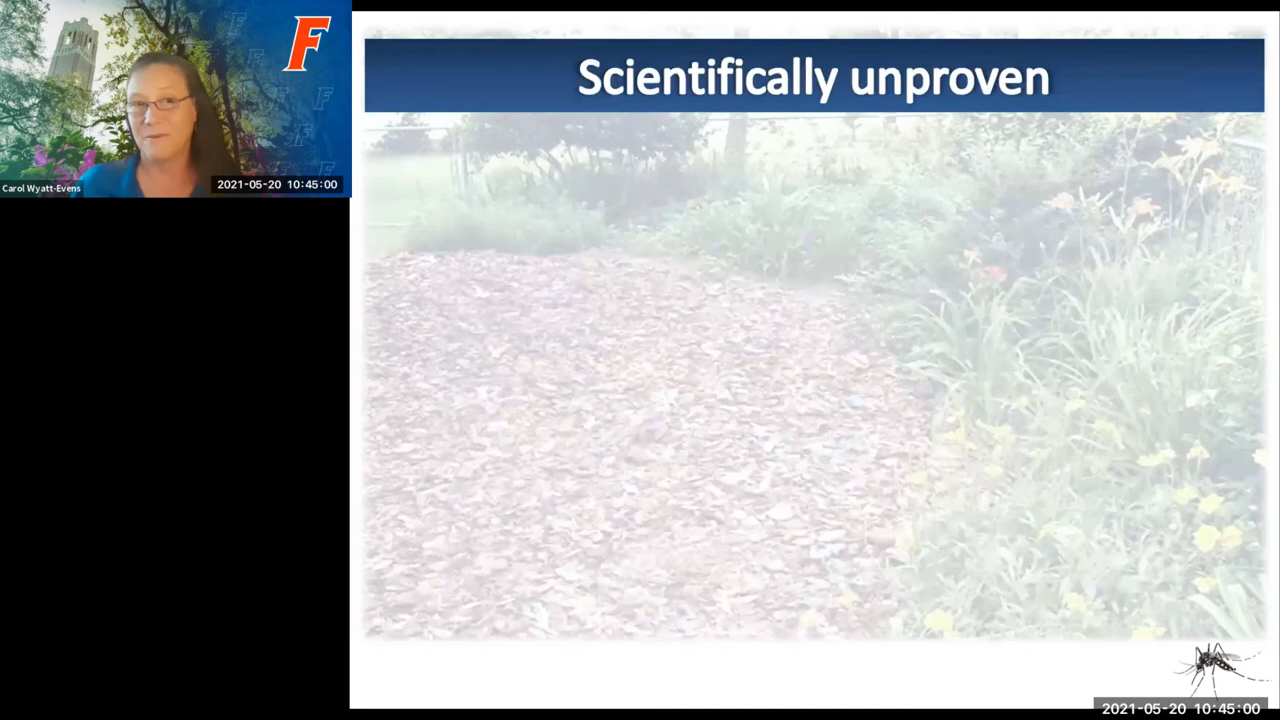 F
Carol Wyatt-Evens
2021-05-20 10:45:00
Scientifically unproven
2021-05-20 10:45:00